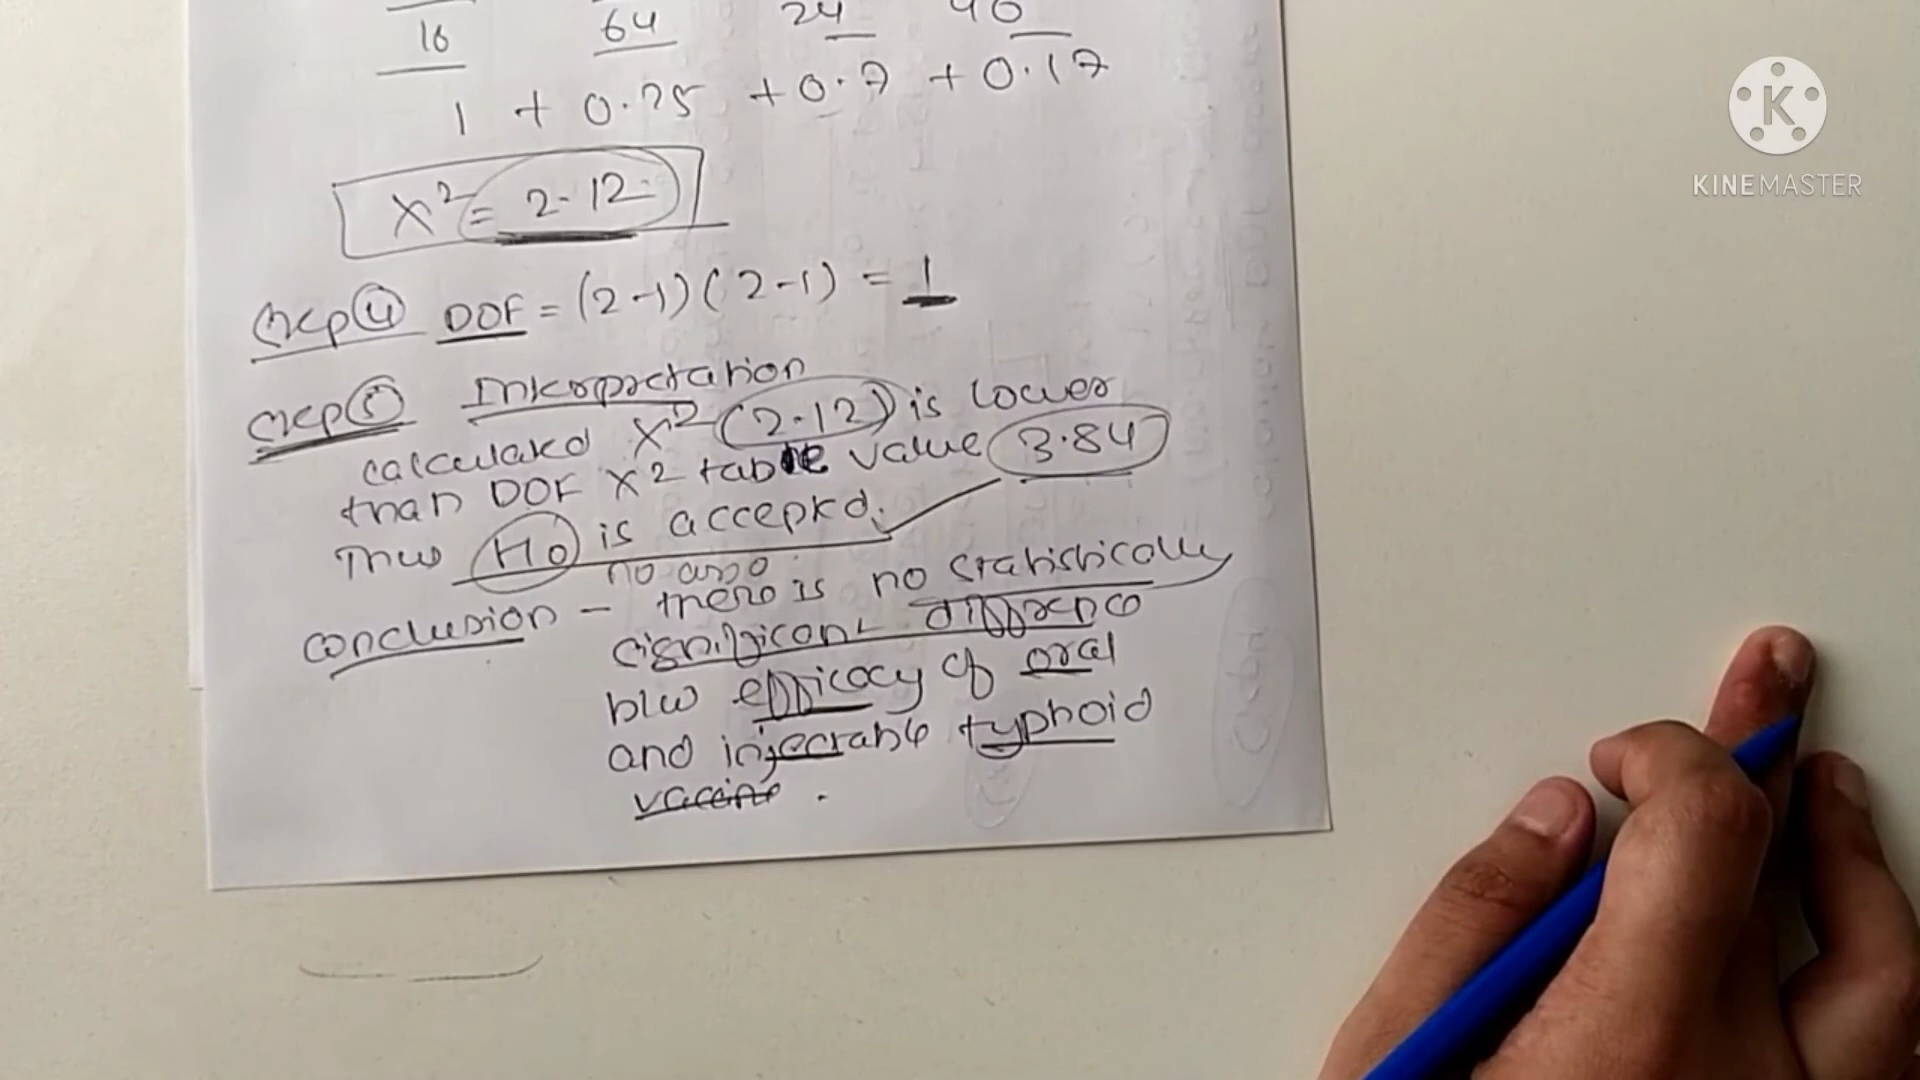 16 64 24 46
1 + 0.25 + 0.7 + 0.17
X² = 2.12
Step ④ DOF = (2-1)(2-1) = 1
Step ⑤ Interpretation
calculated X² (2.12) is lower
than DOF X² table value 3.84
Thus H0 is accepted.
no asso
Conclusion - there is no statistically
significant difference
b/w efficacy of oral
and injectable typhoid
vaccine.
KINEMASTER